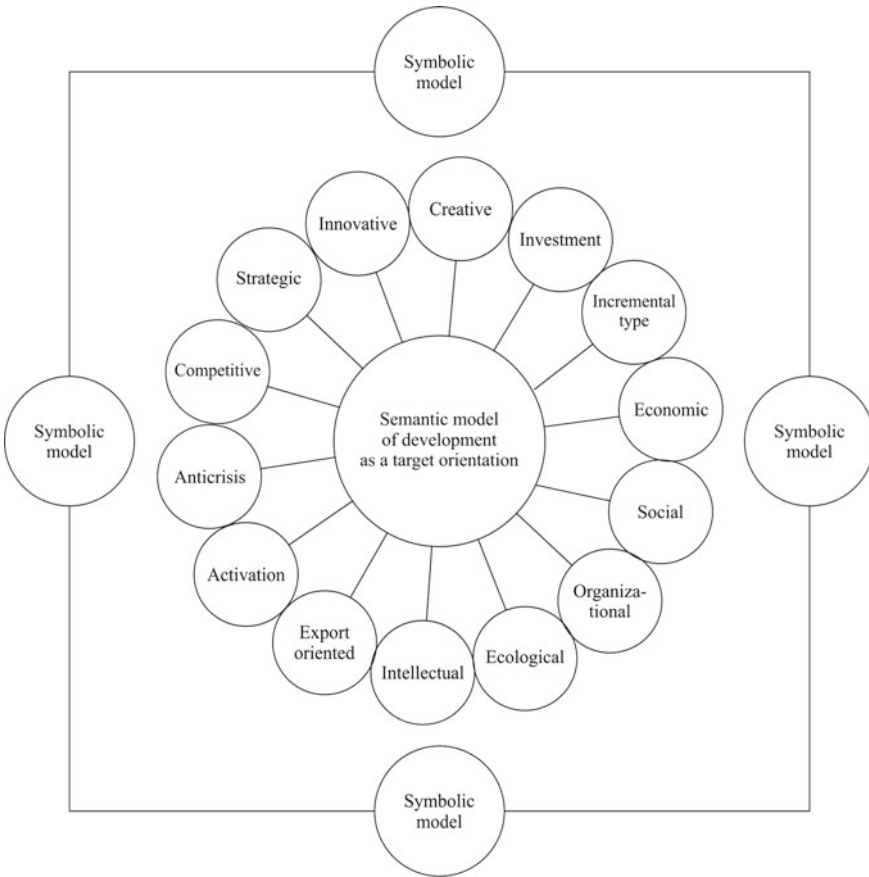 Symbolic
model
Creative
Innovative
Investment
Strategic
Incremental
type
Competitive
Economic
Symbolic
model
Semantic model
of development
as a target orientation
Symbolic
model
Anticrisis
Social
Activation
Organiza-
tional
Export
oriented
Intellectual
Ecological
Symbolic
model